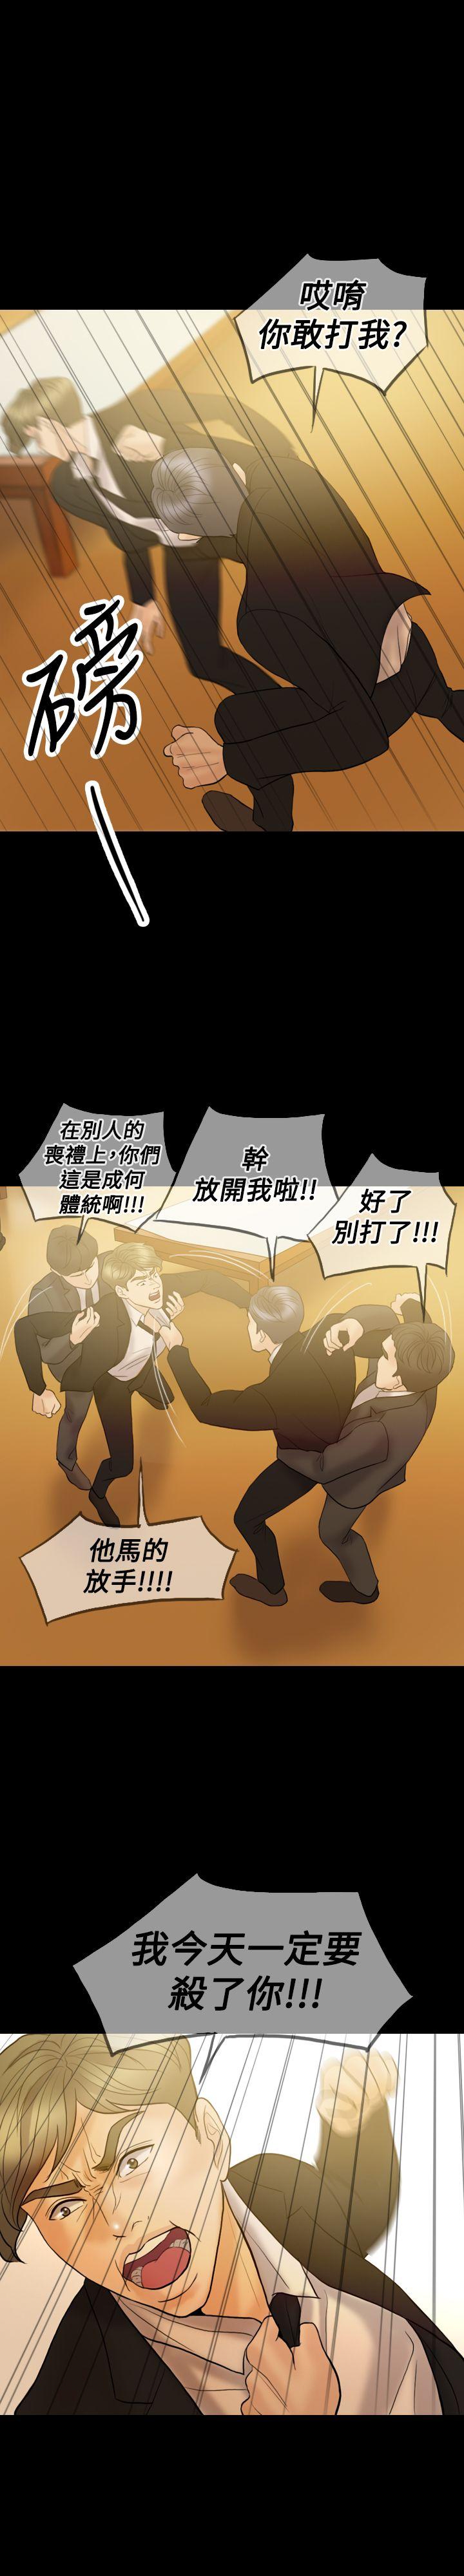 哎唷
你敢打我?
磅
在別人的
喪禮上,你們
這是成何
體統啊!!!
幹
放開我啦!!
好了
別打了!!!
他馬的
放手!!!!
我今天一定要
殺了你!!!